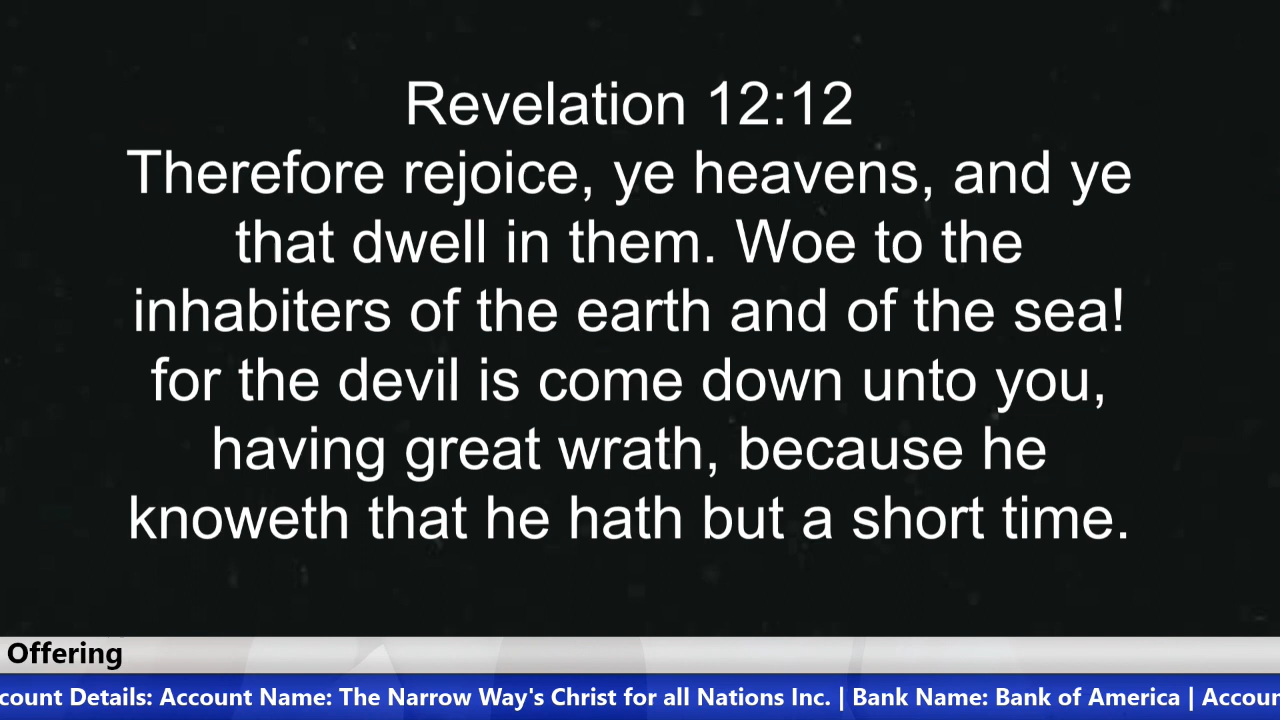 Revelation 12:12
Therefore rejoice, ye heavens, and ye
that dwell in them. Woe to the
inhabiters of the earth and of the sea!
for the devil is come down unto you,
having great wrath, because he
knoweth that he hath but a short time.
Offering
count Details: Account Name: The Narrow Way's Christ for all Nations Inc. | Bank Name: Bank of America | Accoun